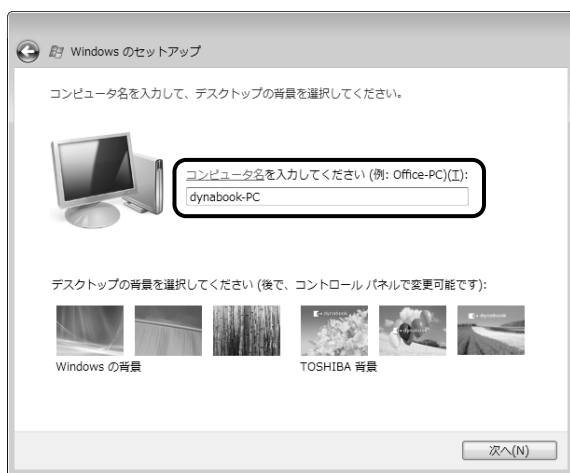 Windows のセットアップ
コンピュータ名を入力して、デスクトップの背景を選択してください。
コンピュータ名を入力してください (例: Office-PC)(T):
dynabook-PC
デスクトップの背景を選択してください (後で、コントロール パネルで変更可能です):
dynabook
dynabook
dynabook
Windows の背景
TOSHIBA 背景
次へ(N)